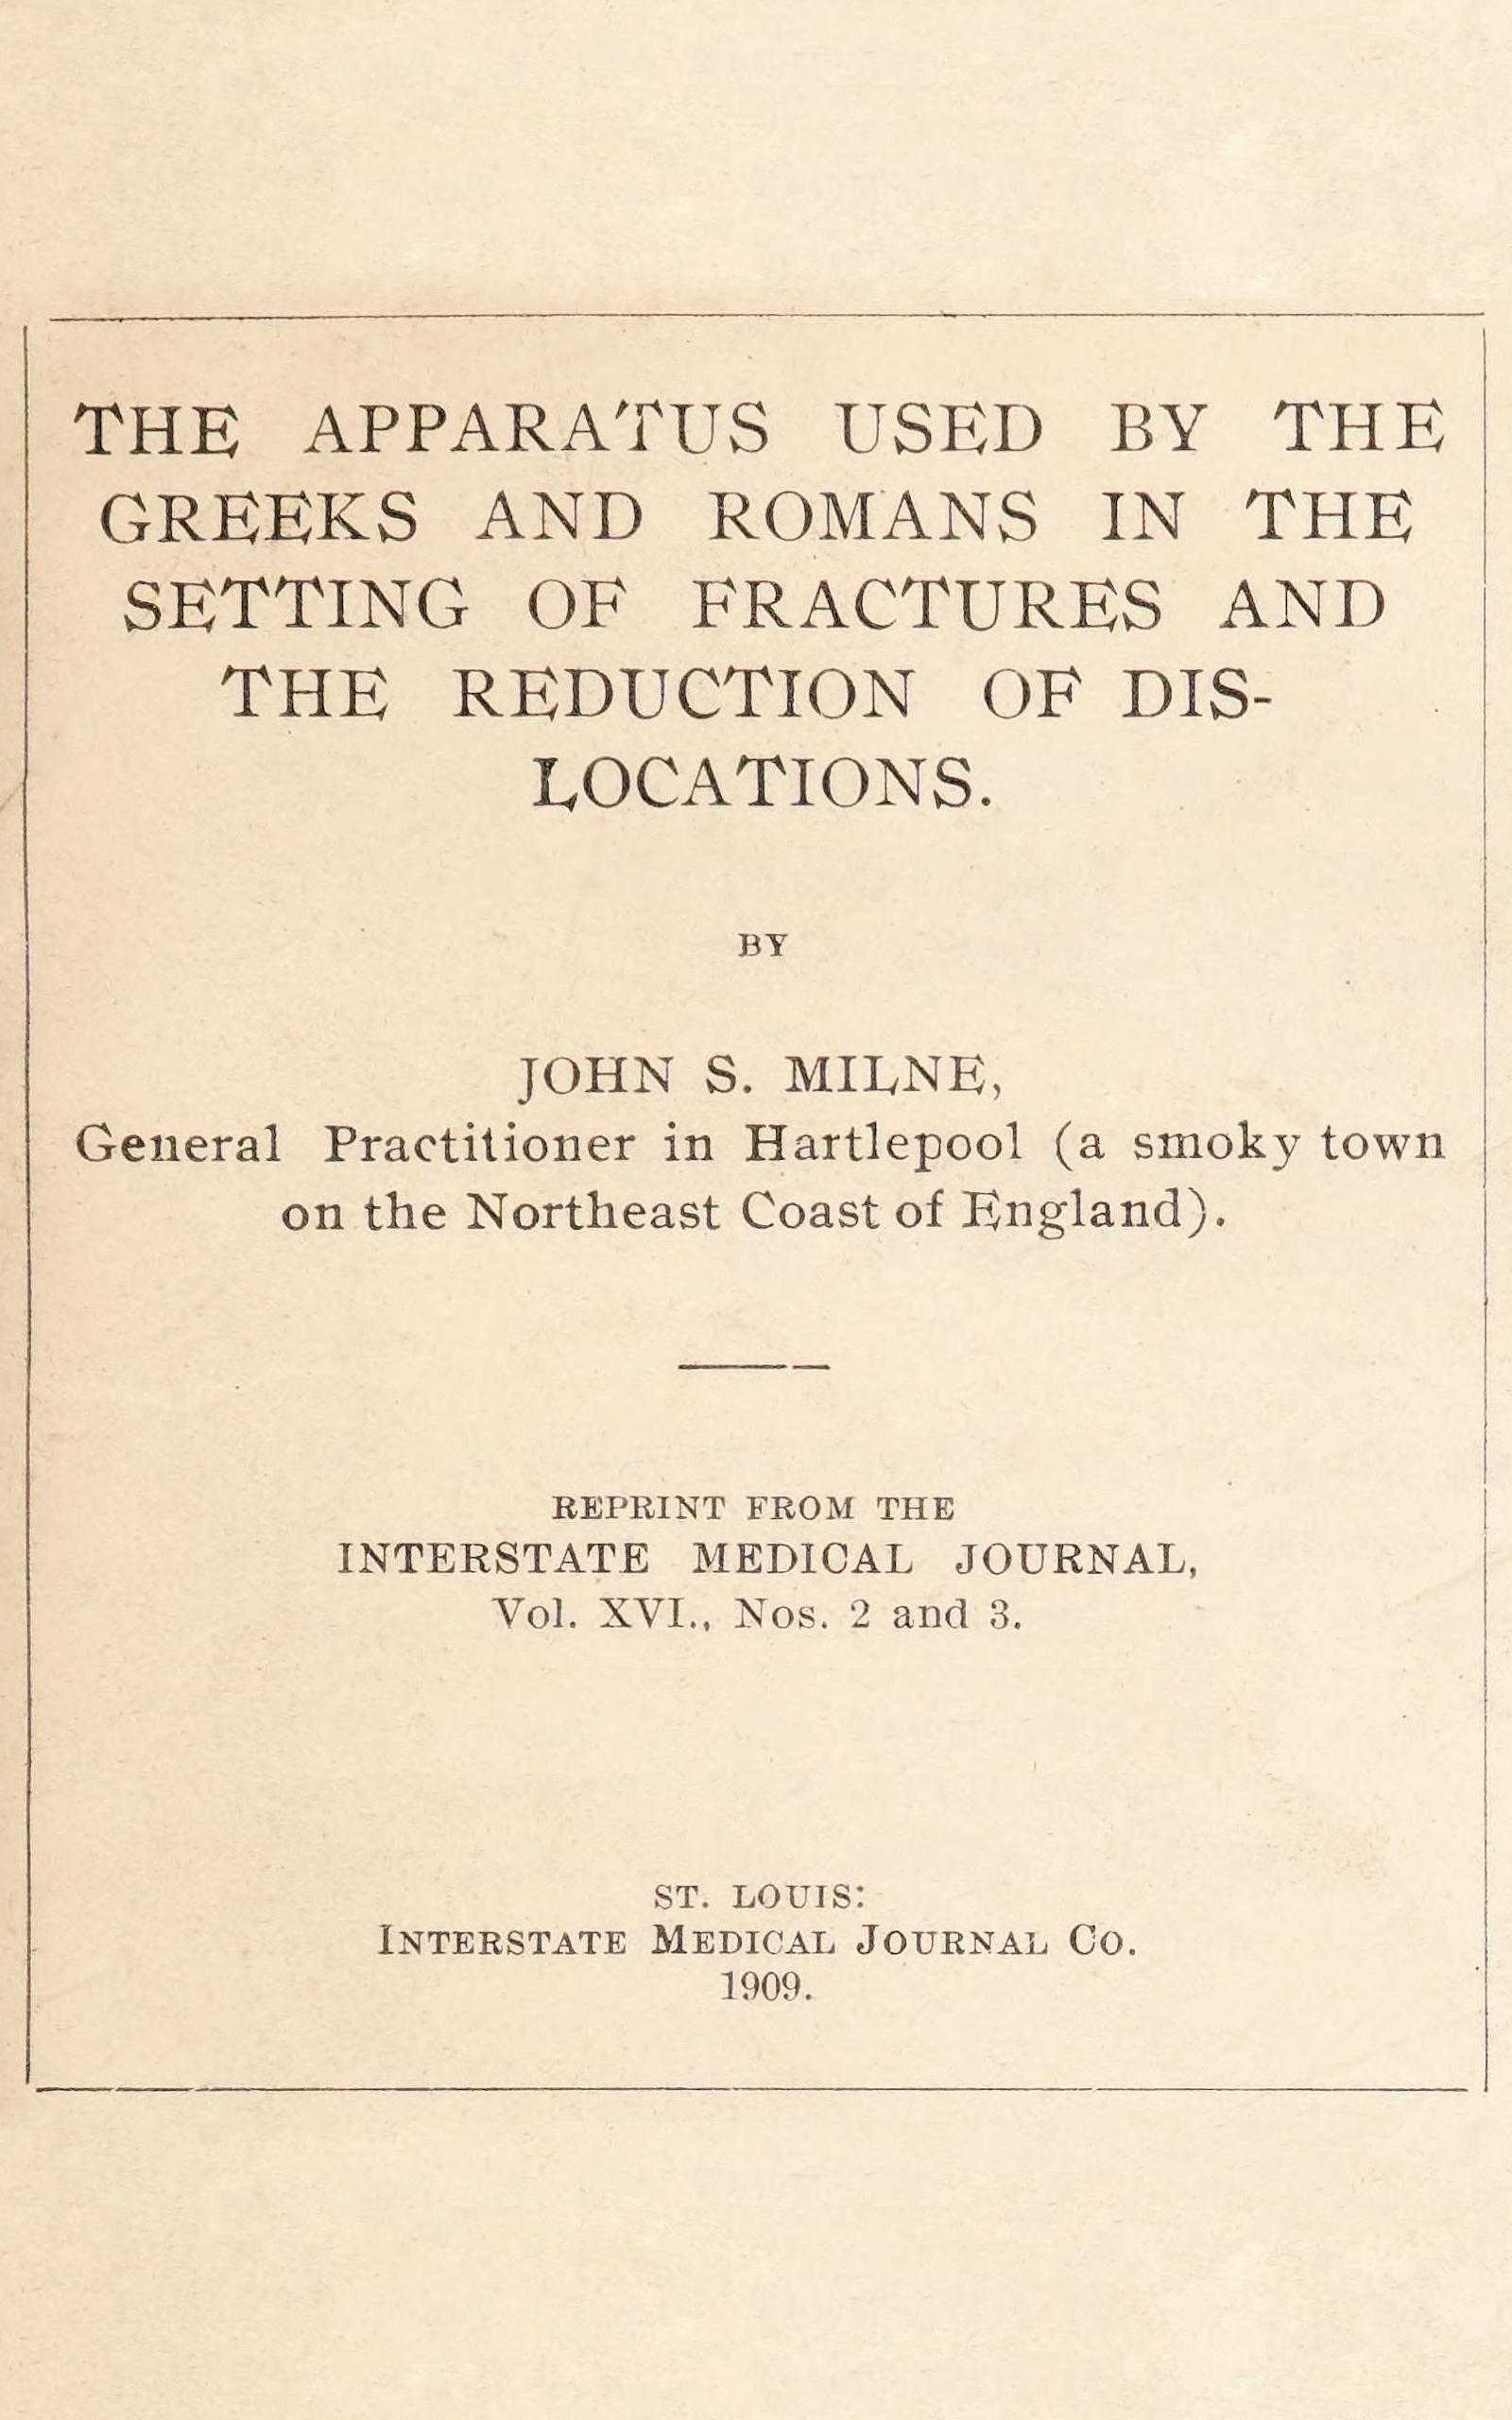 THE APPARATUS USED BY THE
GREEKS AND ROMANS IN THE
SETTING OF FRACTURES AND
THE REDUCTION OF DIS-
LOCATIONS.
BY
JOHN S. MILNE,
General Practitioner in Hartlepool (a smoky town
on the Northeast Coast of England).
REPRINT FROM THE
INTERSTATE MEDICAL JOURNAL,
Vol. XVI., Nos. 2 and 3.
ST. LOUIS:
INTERSTATE MEDICAL JOURNAL CO.
1909.